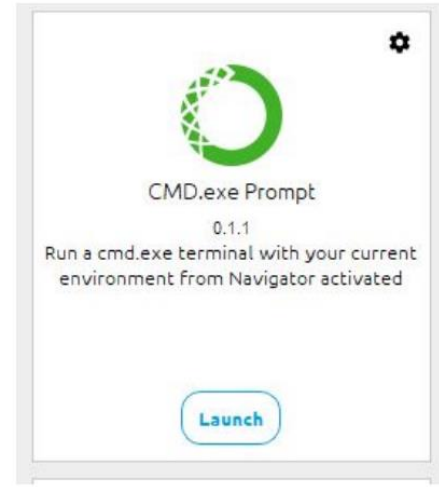 CMD.exe Prompt
0.1.1
Run a cmd.exe terminal with your current
environment from Navigator activated
Launch